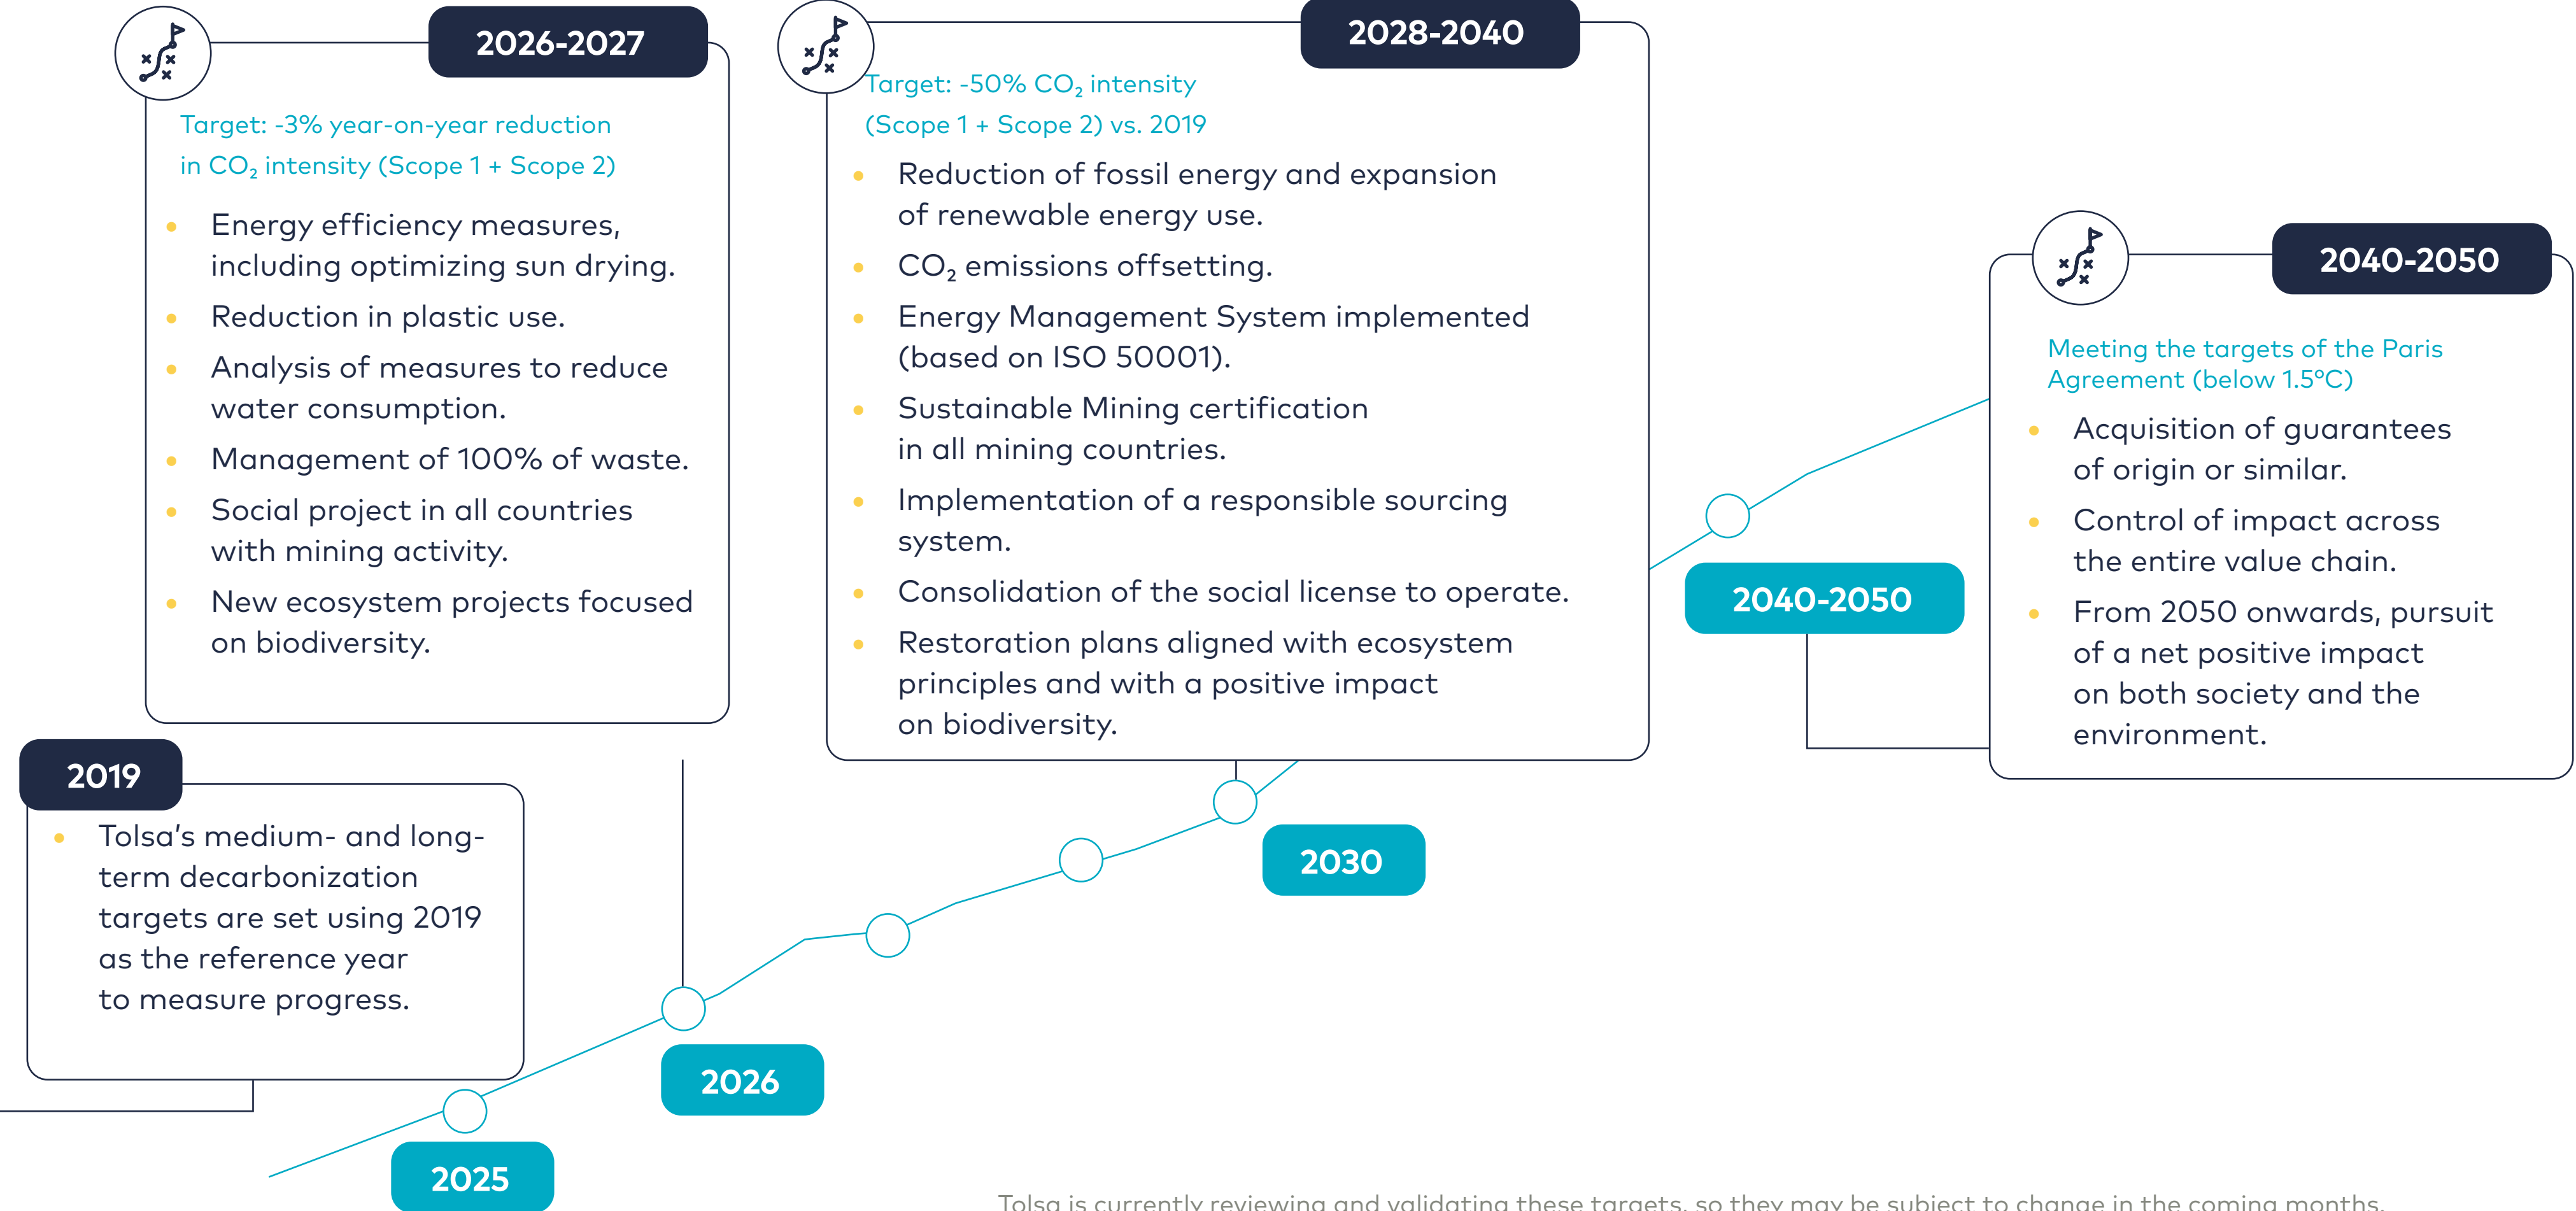 2026-2027
Target: -3% year-on-year reduction
in CO₂ intensity (Scope 1 + Scope 2)
Energy efficiency measures,
including optimizing sun drying.
Reduction in plastic use.
Analysis of measures to reduce
water consumption.
Management of 100% of waste.
Social project in all countries
with mining activity.
New ecosystem projects focused
on biodiversity.
2028-2040
Target: -50% CO₂ intensity
(Scope 1 + Scope 2) vs. 2019
Reduction of fossil energy and expansion
of renewable energy use.
CO₂ emissions offsetting.
Energy Management System implemented
(based on ISO 50001).
Sustainable Mining certification
in all mining countries.
Implementation of a responsible sourcing
system.
Consolidation of the social license to operate.
Restoration plans aligned with ecosystem
principles and with a positive impact
on biodiversity.
2040-2050
Meeting the targets of the Paris
Agreement (below 1.5ºC)
Acquisition of guarantees
of origin or similar.
Control of impact across
the entire value chain.
From 2050 onwards, pursuit
of a net positive impact
on both society and the
environment.
2040-2050
2019
Tolsa’s medium- and long-
term decarbonization
targets are set using 2019
as the reference year
to measure progress.
2030
2026
2025
Tolsa is currently reviewing and validating these targets, so they may be subject to change in the coming months.